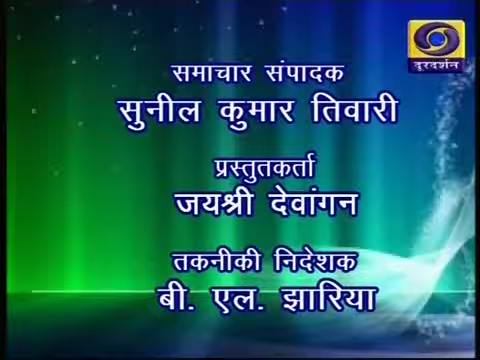 दूरदर्शन
समाचार संपादक
सुनील कुमार तिवारी
प्रस्तुतकर्ता
जयश्री देवांगन
तकनीकी निदेशक
बी. एल. झारिया